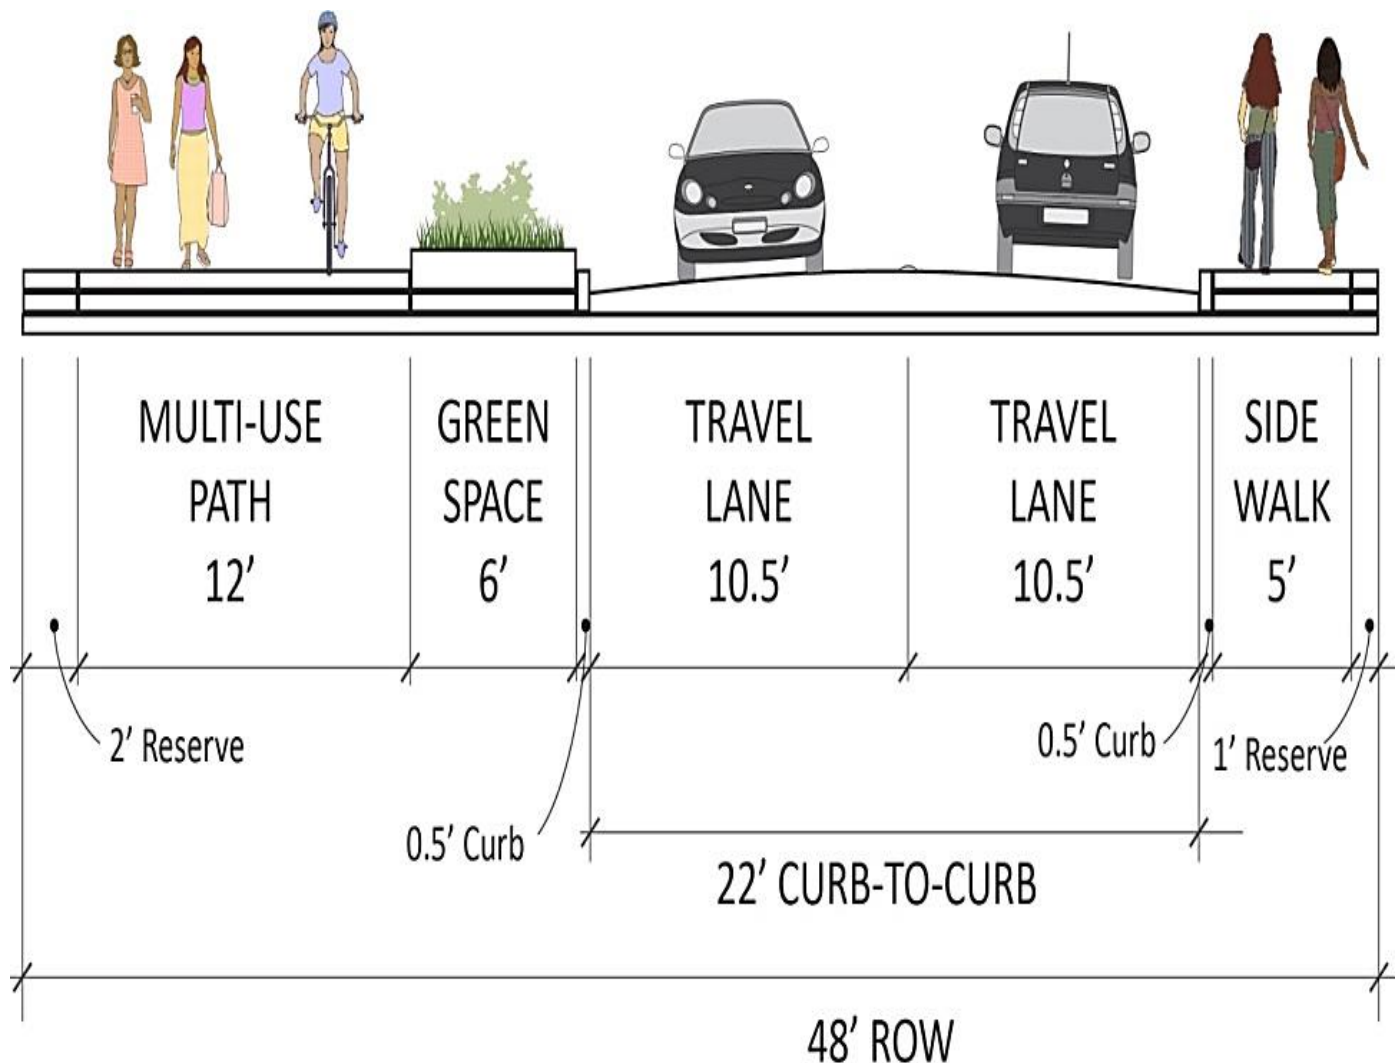 MULTI-USE
PATH
12'
GREEN
SPACE
6'
TRAVEL
LANE
10.5'
TRAVEL
LANE
10.5'
SIDE
WALK
5'
2' Reserve
0.5' Curb
0.5' Curb
1' Reserve
22' CURB-TO-CURB
48' ROW